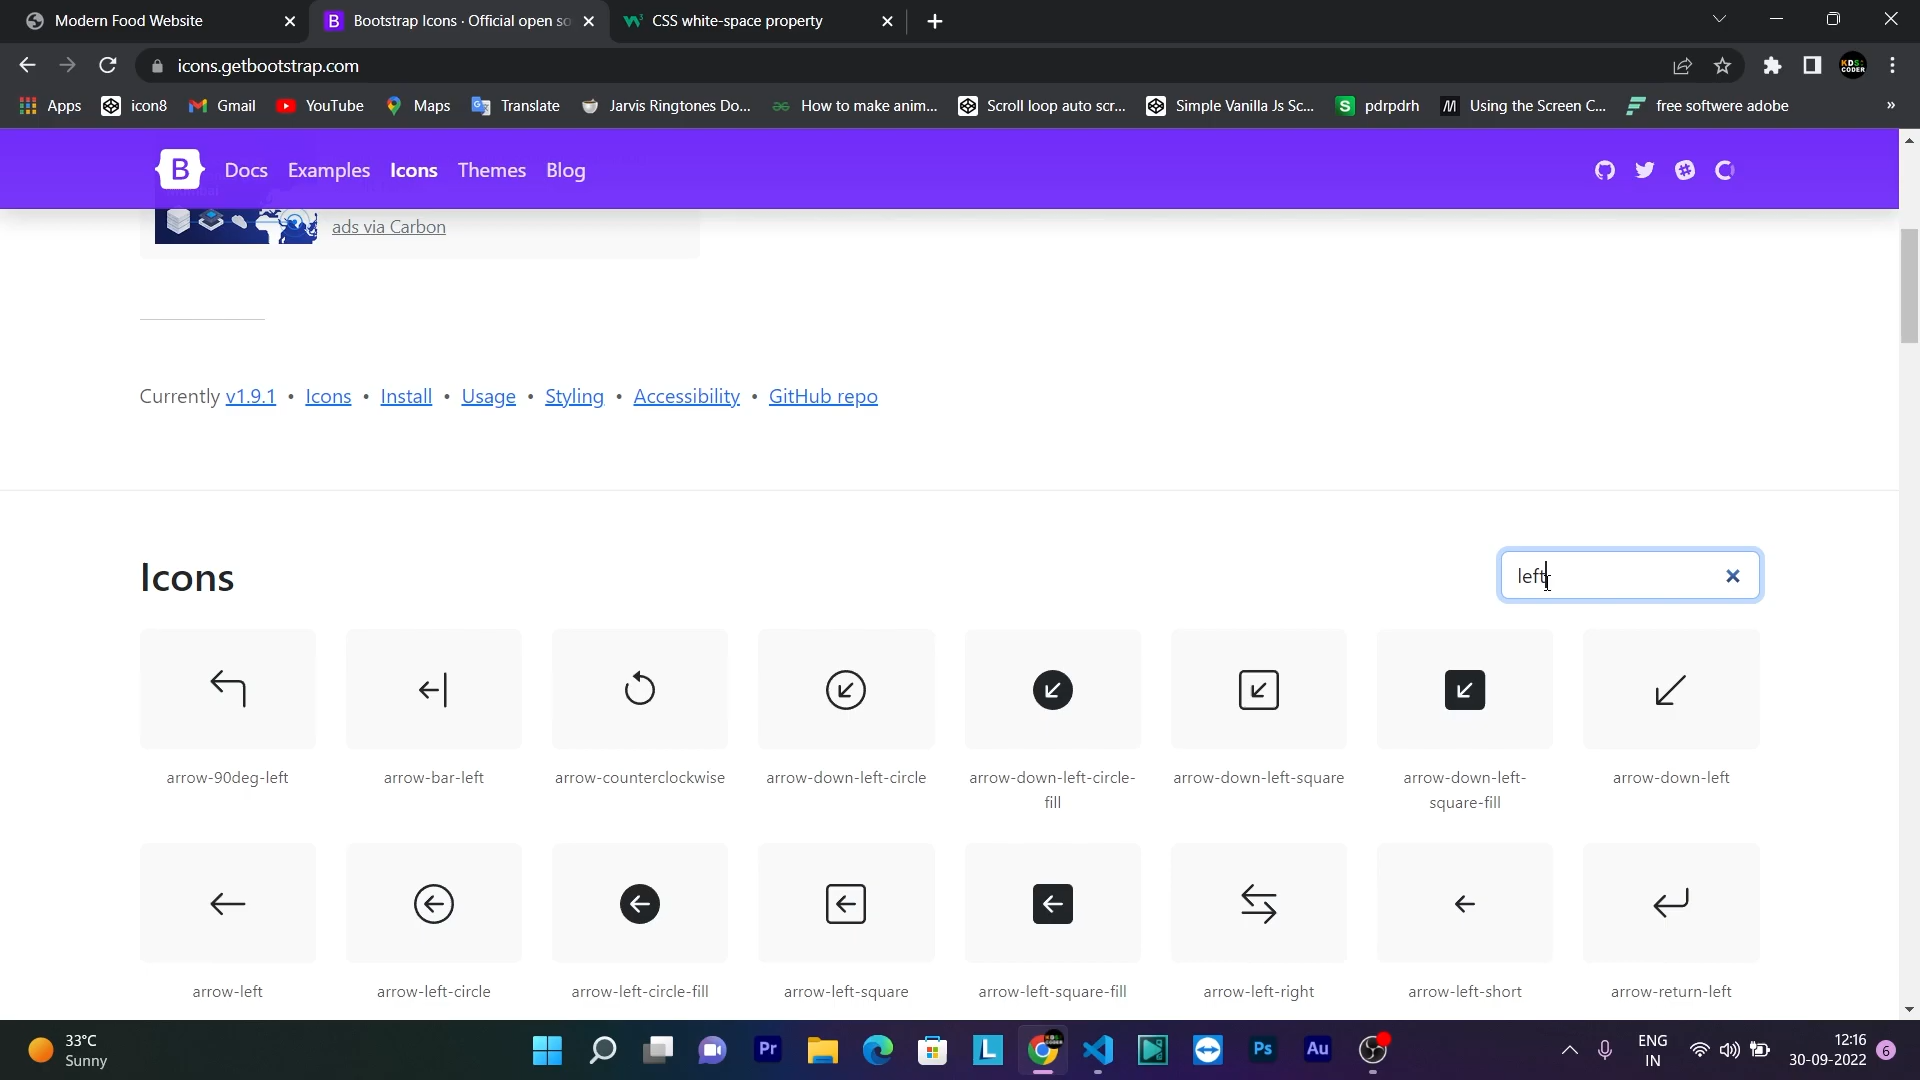 Modern Food Website
Bootstrap Icons · Official open so
CSS white-space property
icons.getbootstrap.com
KDS:
CODER
Apps
icon8
Gmail
YouTube
Maps
Translate
Jarvis Ringtones Do...
How to make anim...
Scroll loop auto scr...
Simple Vanilla Js Sc...
pdrpdrh
Using the Screen C...
free softwere adobe
»
B
Docs
Examples
Icons
Themes
Blog
ads via Carbon
Currently v1.9.1 • Icons • Install • Usage • Styling • Accessibility • GitHub repo
Icons
left
arrow-90deg-left
arrow-bar-left
arrow-counterclockwise
arrow-down-left-circle
arrow-down-left-circle-
fill
arrow-down-left-square
arrow-down-left-
square-fill
arrow-down-left
arrow-left
arrow-left-circle
arrow-left-circle-fill
arrow-left-square
arrow-left-square-fill
arrow-left-right
arrow-left-short
arrow-return-left
33°C
Sunny
Pr
L
Ps
Au
ENG
IN
12:16
30-09-2022
6